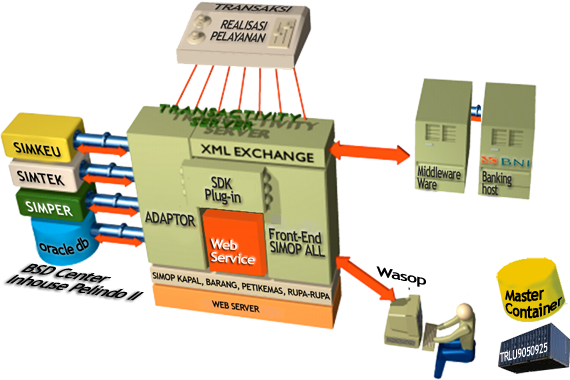 TRANSAKSI
REALISASI
PELAYANAN
TRANSACTIVITY
SERVER
XML EXCHANGE
SIMKEU
SIMTEK
SIMPER
oracle db
BSD Center
Inhouse Pelindo II
SDK
Plug-in
ADAPTOR
Web
Service
Front-End
SIMOP ALL
SIMOP KAPAL, BARANG, PETIKEMAS, RUPA-RUPA
WEB SERVER
Middleware
Ware
BNI
Banking
host
Wasop
Master
Container
TRLU9050925